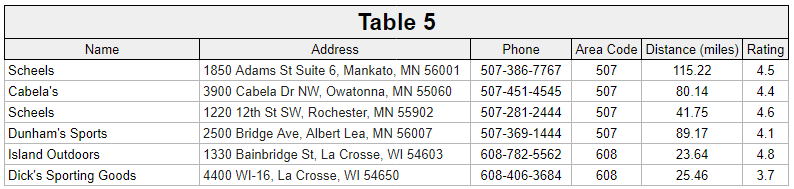 Table 5
Name Address Phone Area Code Distance (miles) Rating
Scheels 1850 Adams St Suite 6, Mankato, MN 56001 507-386-7767 507 115.22 4.5
Cabela's 3900 Cabela Dr NW, Owatonna, MN 55060 507-451-4545 507 80.14 4.4
Scheels 1220 12th St SW, Rochester, MN 55902 507-281-2444 507 41.75 4.6
Dunham's Sports 2500 Bridge Ave, Albert Lea, MN 56007 507-369-1444 507 89.17 4.1
Island Outdoors 1330 Bainbridge St, La Crosse, WI 54603 608-782-5562 608 23.64 4.8
Dick's Sporting Goods 4400 WI-16, La Crosse, WI 54650 608-406-3684 608 25.46 3.7